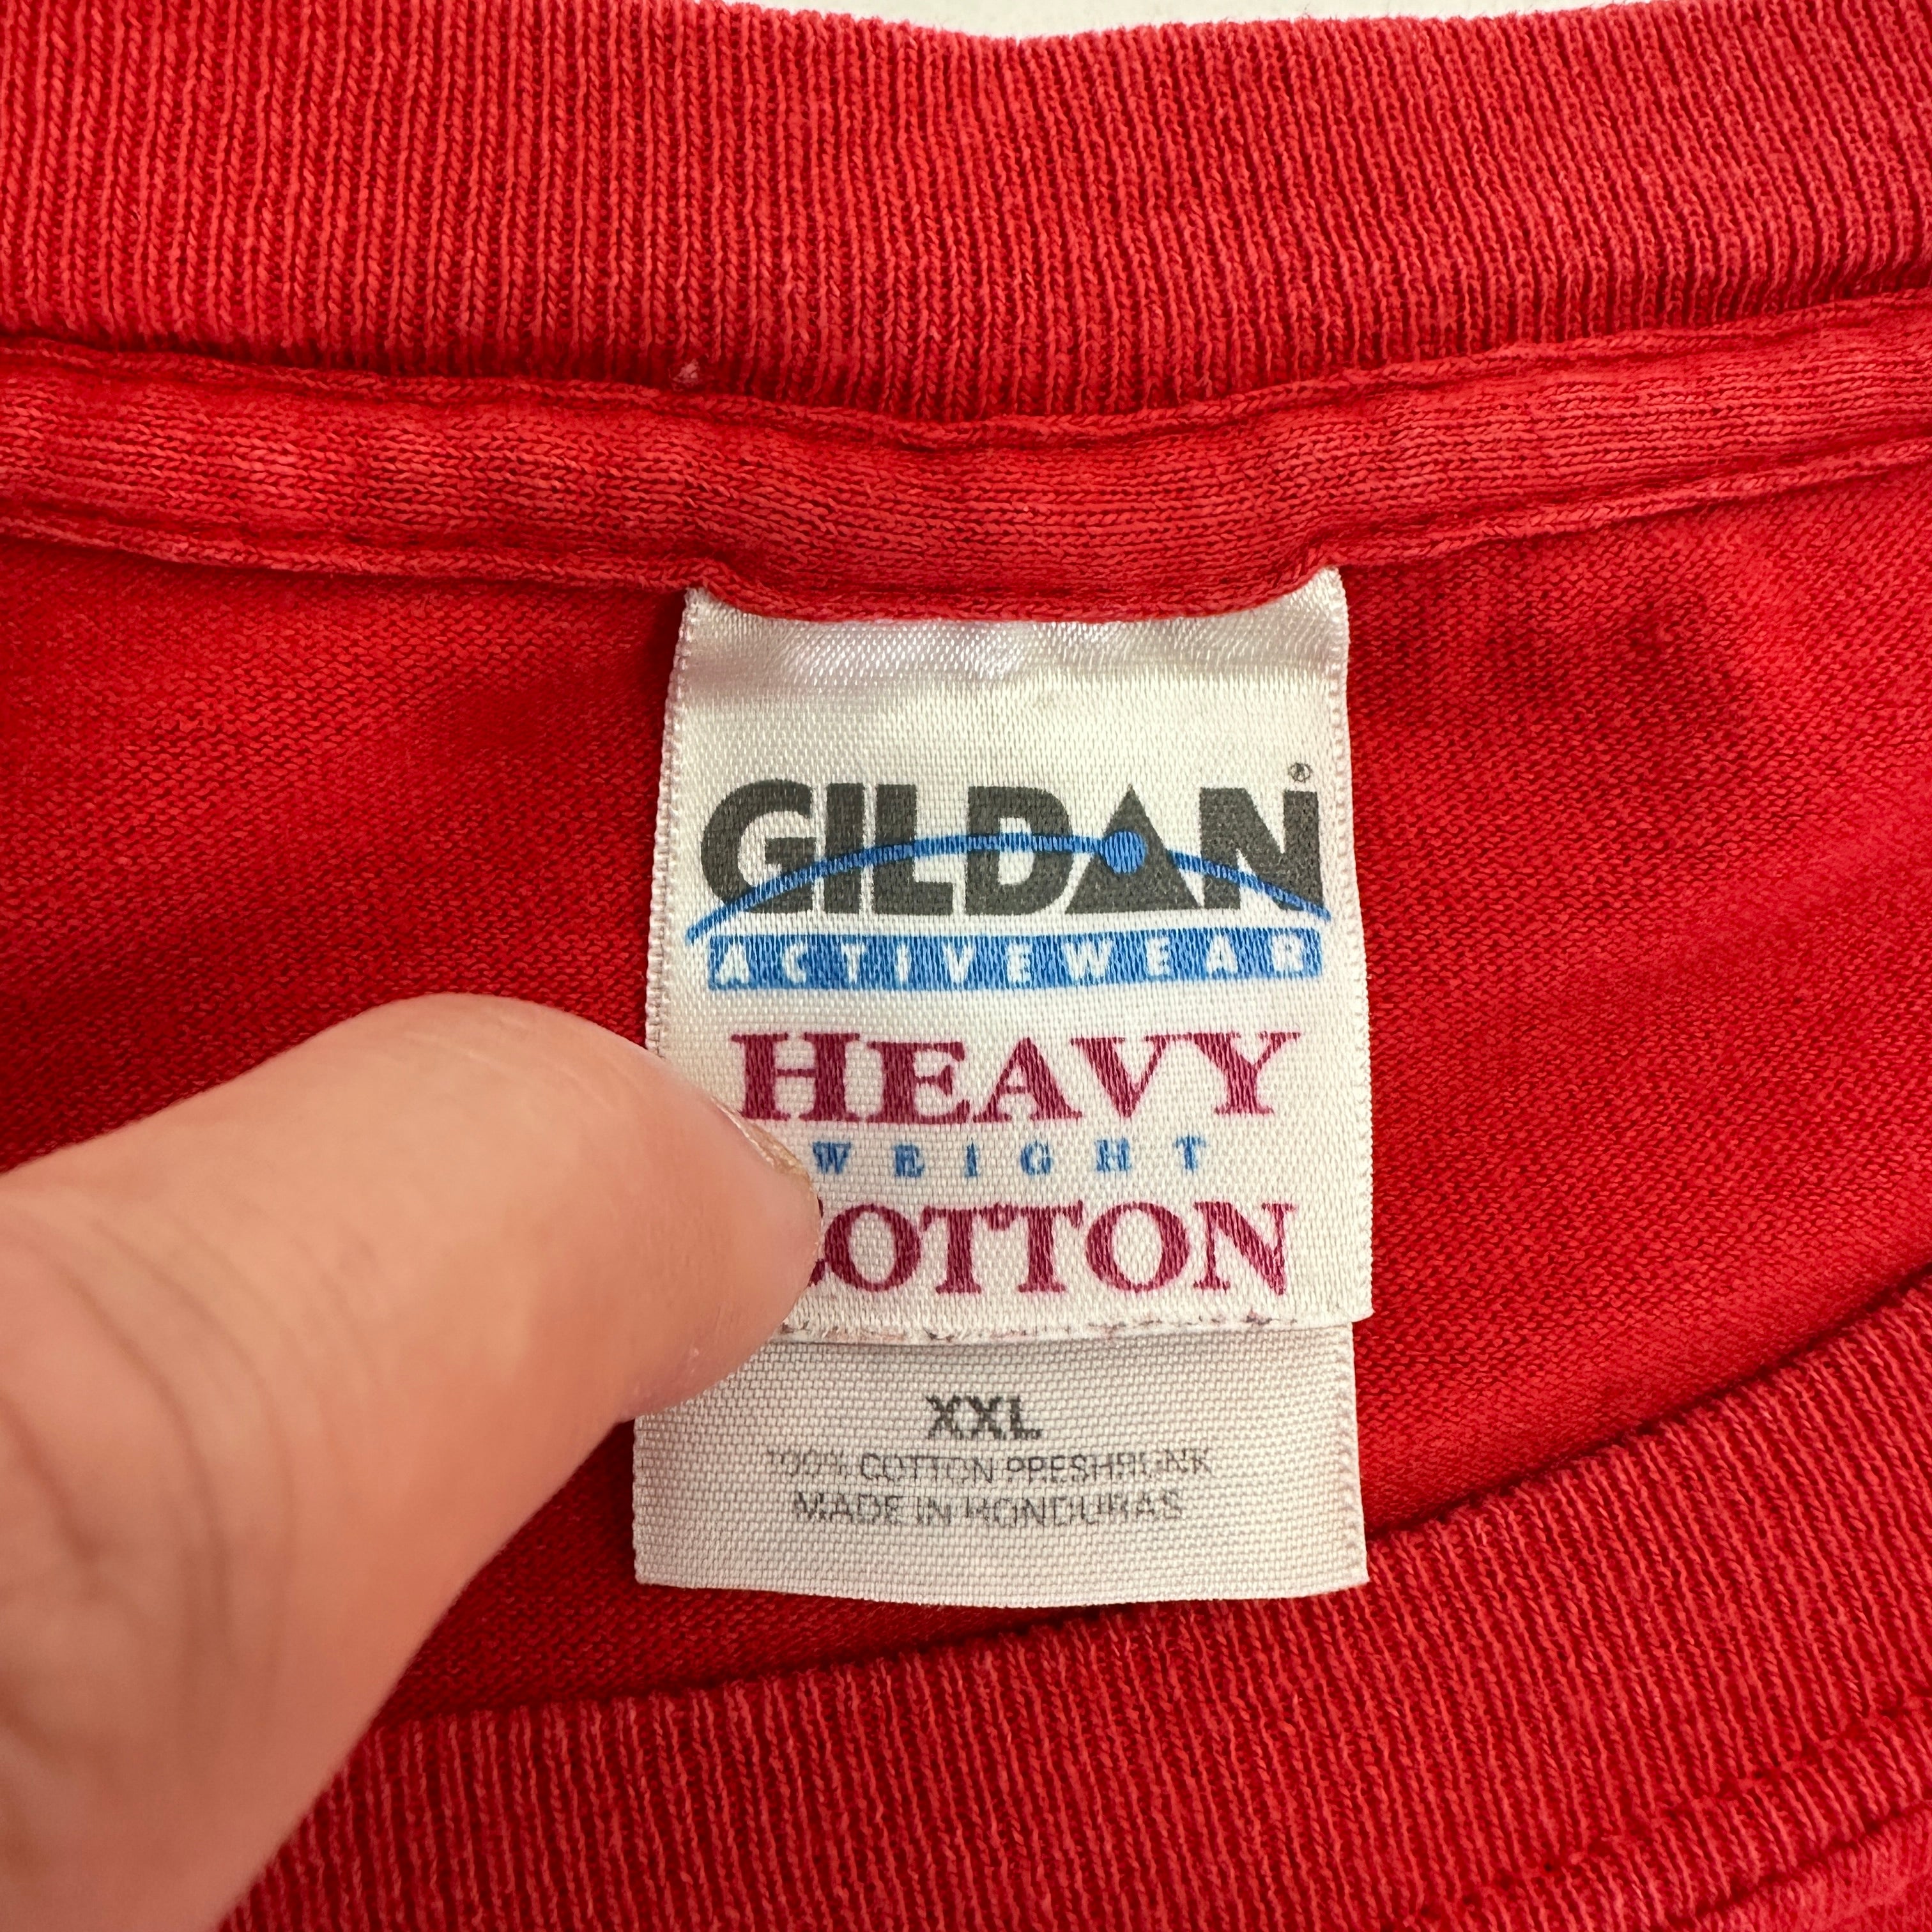 GILDAN®
ACTIVEWEAR
HEAVY
WEIGHT
COTTON
XXL
100% COTTON PRESHRUNK
MADE IN HONDURAS